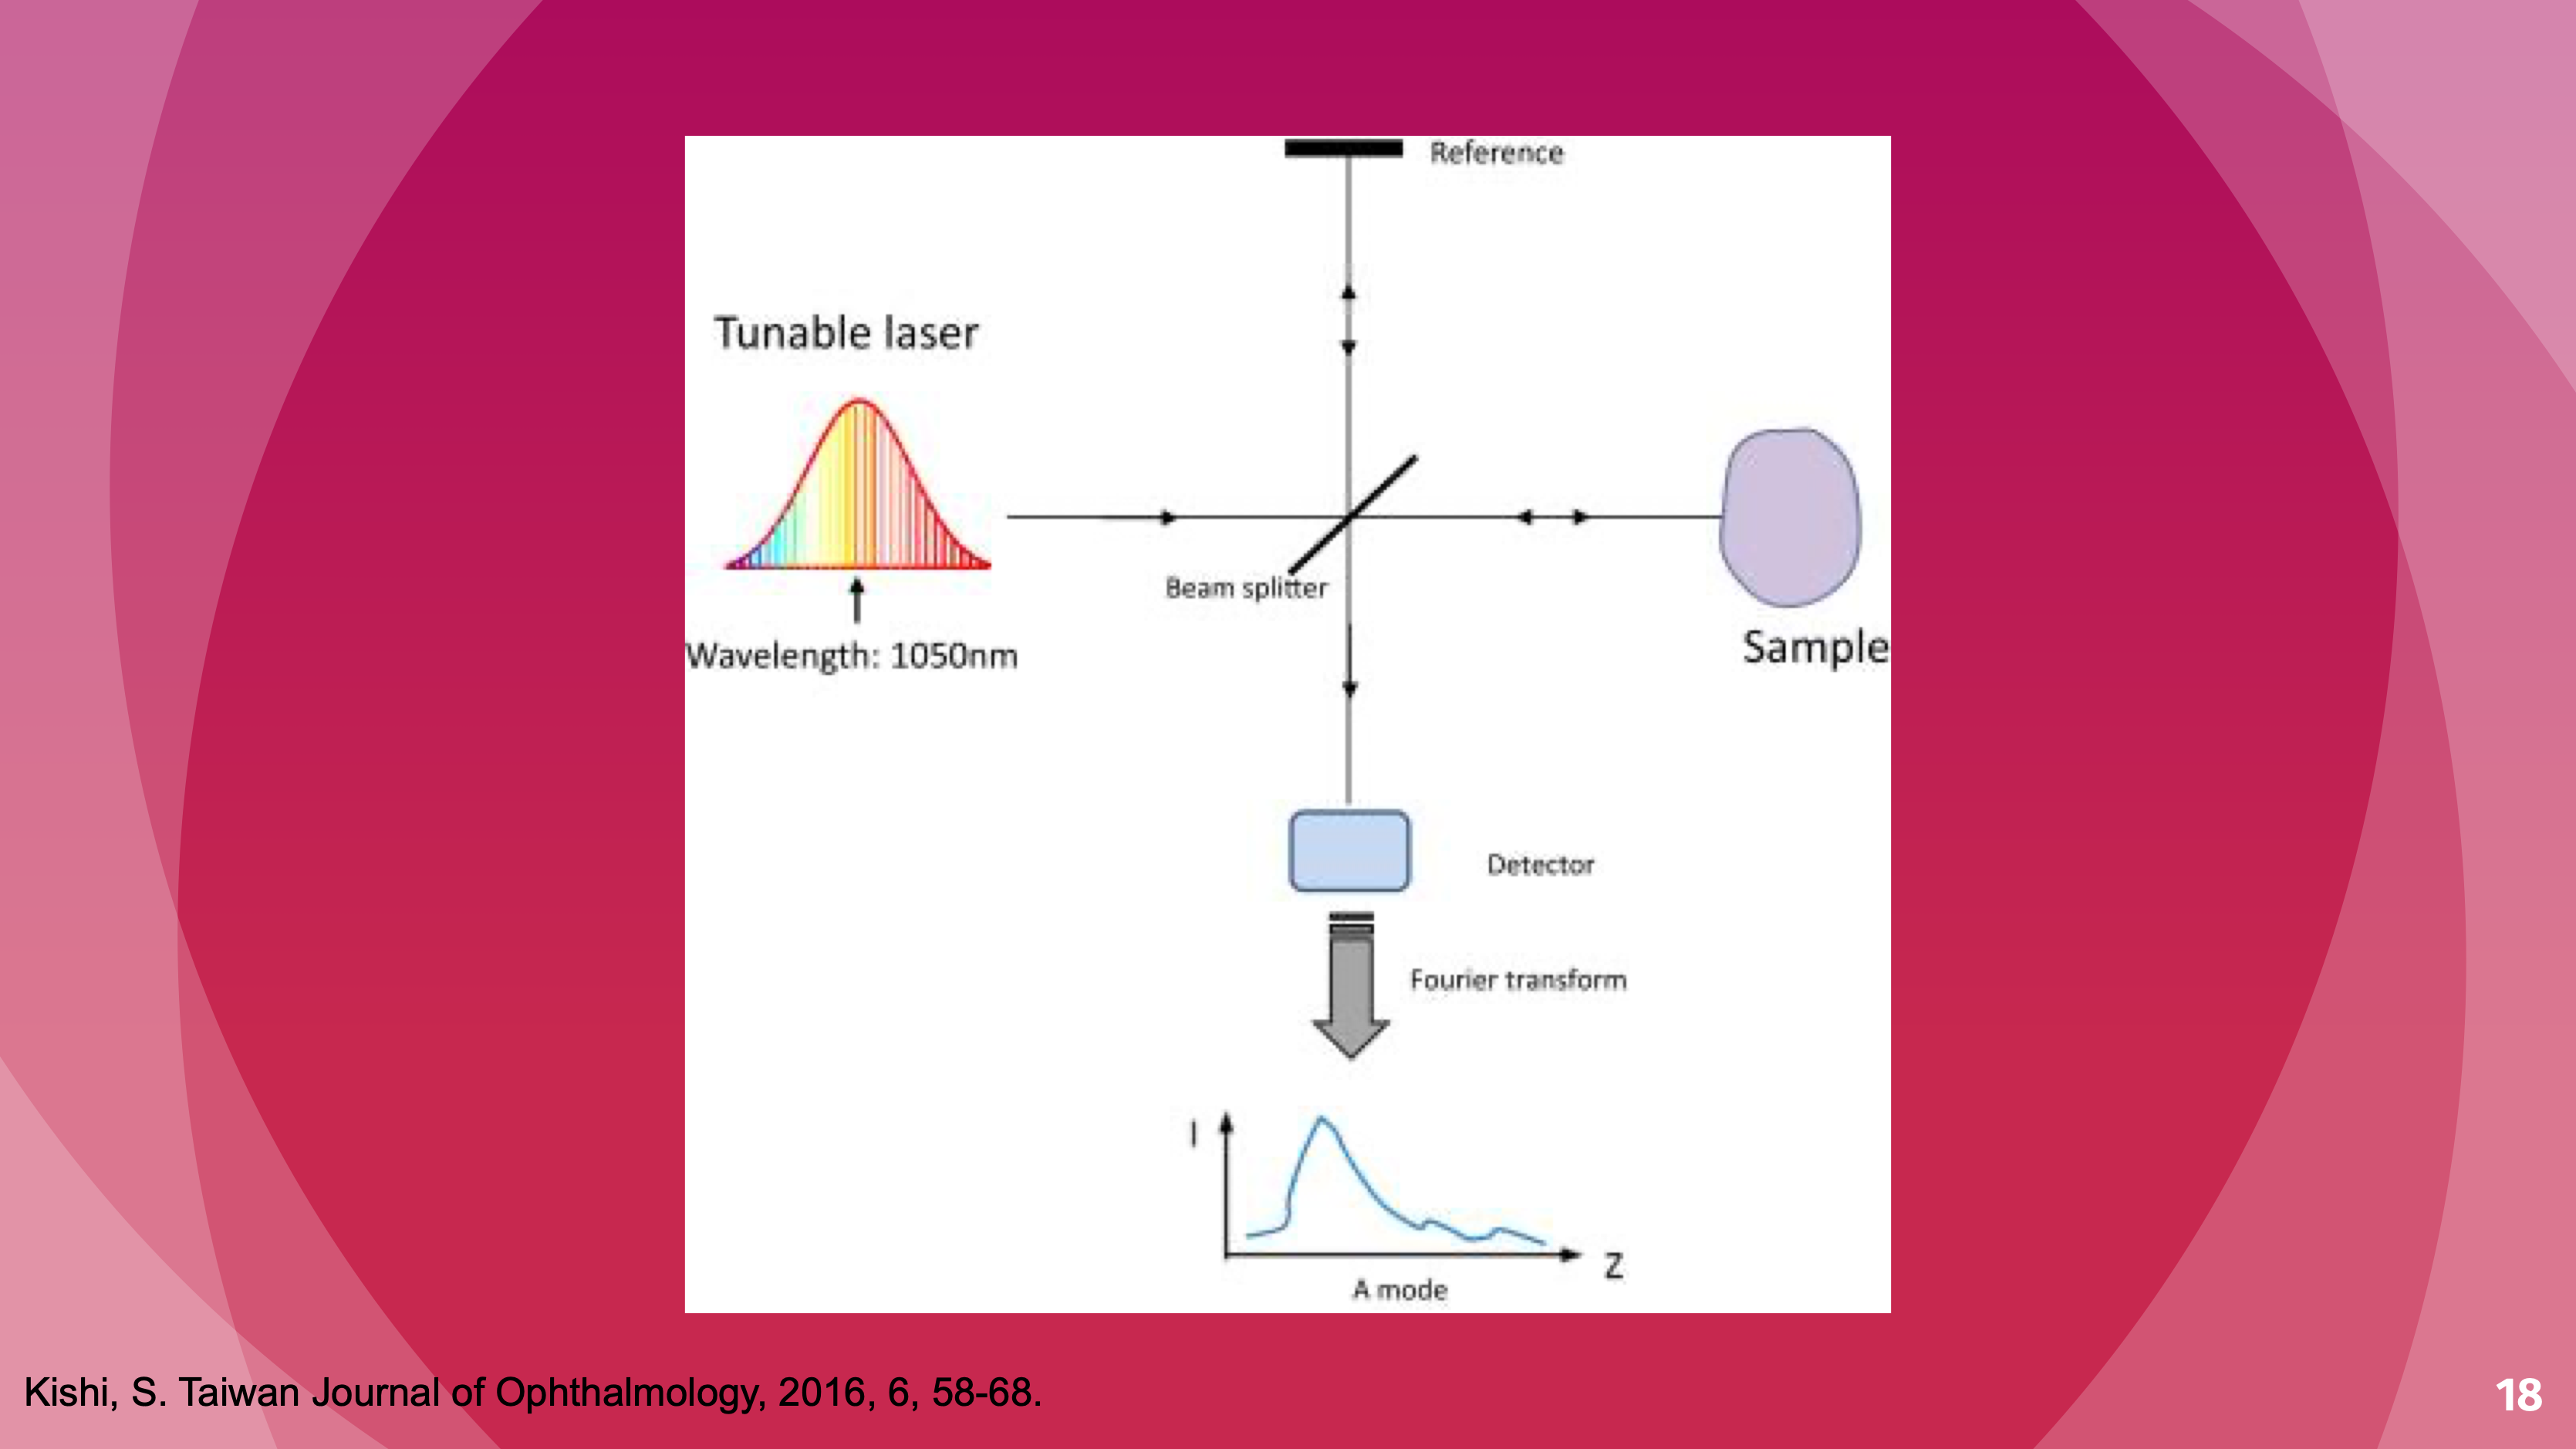 Reference
Tunable laser
Beam splitter
Wavelength: 1050nm
Sample
Detector
Fourier transform
I
Z
A mode
Kishi, S. Taiwan Journal of Ophthalmology, 2016, 6, 58-68.
18